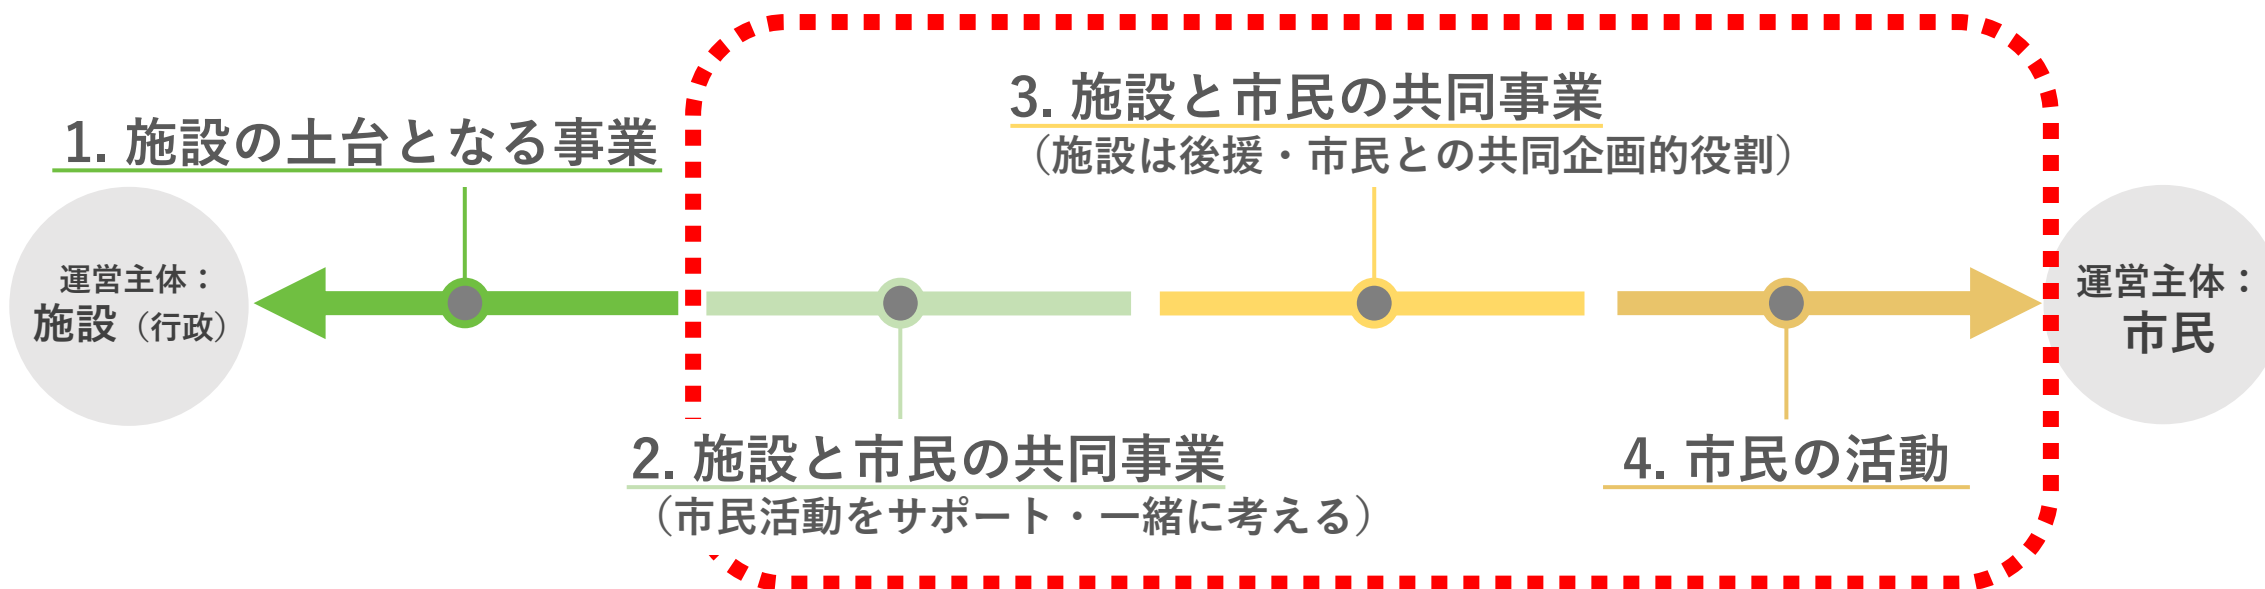 1. 施設の土台となる事業
3. 施設と市民の共同事業
（施設は後援・市民との共同企画的役割）
運営主体：
施設（行政）
運営主体：
市民
2. 施設と市民の共同事業
（市民活動をサポート・一緒に考える）
4. 市民の活動